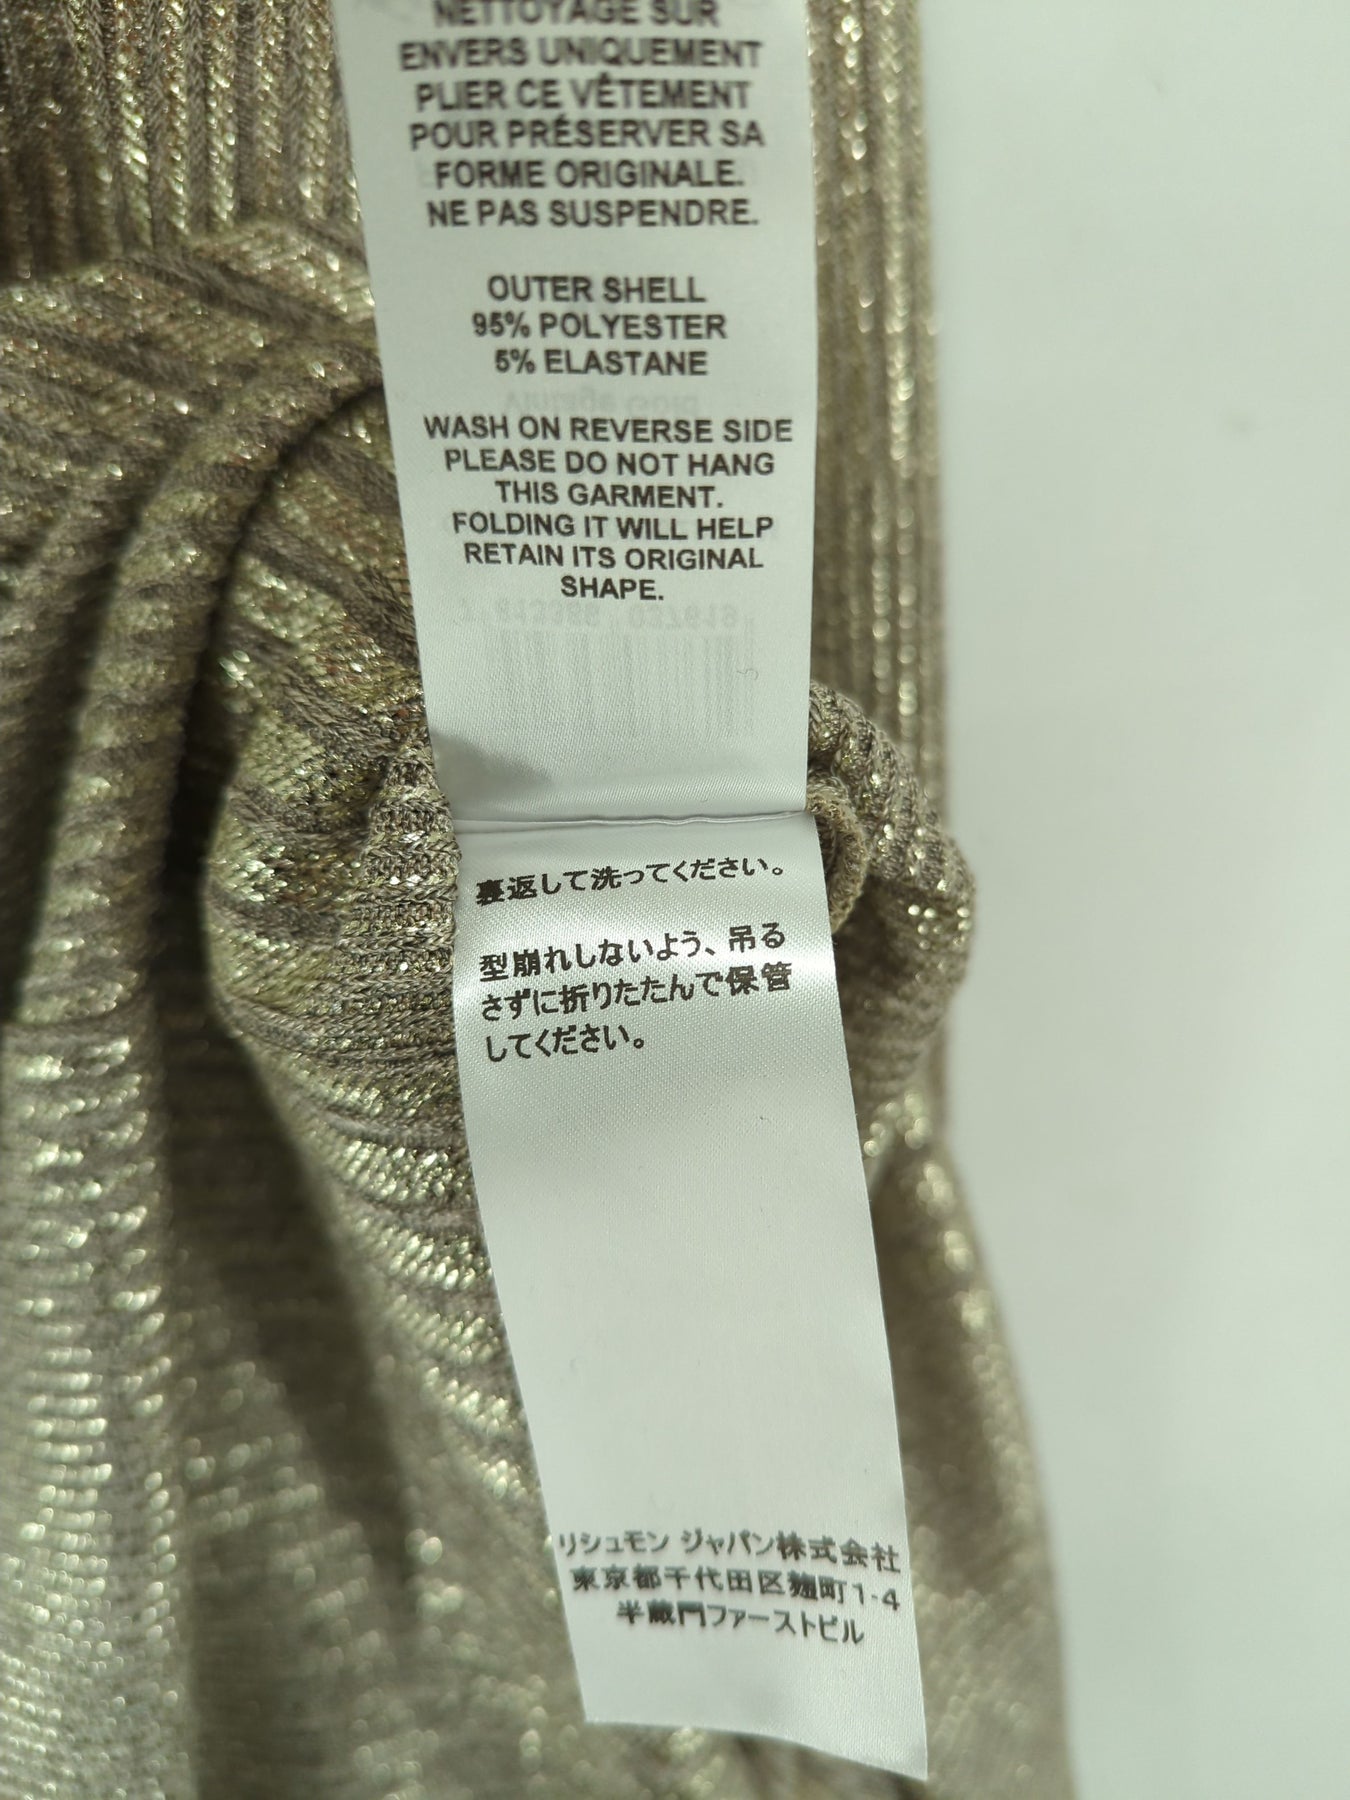 NETTOYAGE SUR
ENVERS UNIQUEMENT
PLIER CE VÊTEMENT
POUR PRÉSERVER SA
FORME ORIGINALE.
NE PAS SUSPENDRE.
OUTER SHELL
95% POLYESTER
5% ELASTANE
Vintage Gold
WASH ON REVERSE SIDE
PLEASE DO NOT HANG
THIS GARMENT.
FOLDING IT WILL HELP
RETAIN ITS ORIGINAL
SHAPE.
裏返して洗ってください。
型崩れしないよう、吊る
さずに折りたたんで保管
してください。
リシュモン ジャパン株式会社
東京都千代田区麹町1-4
半蔵門ファーストビル